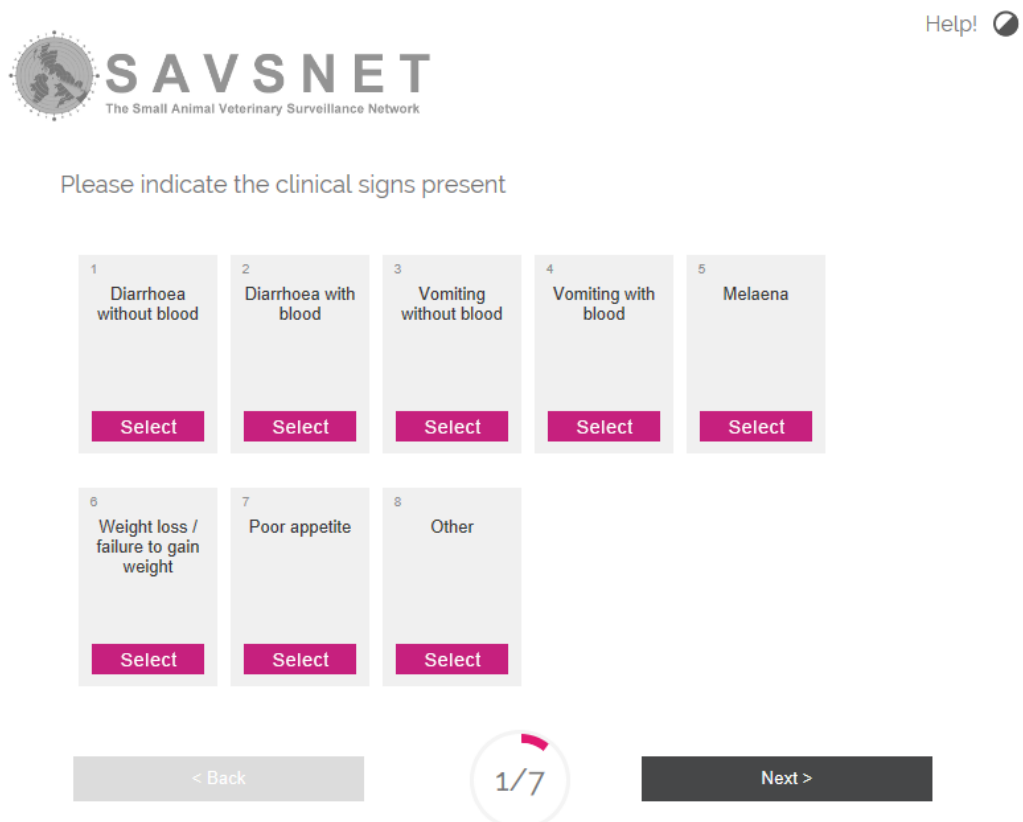 Help!
SAVSNET
The Small Animal Veterinary Surveillance Network
Please indicate the clinical signs present
1
Diarrhoea
without blood
Select
2
Diarrhoea with
blood
Select
3
Vomiting
without blood
Select
4
Vomiting with
blood
Select
5
Melaena
Select
6
Weight loss /
failure to gain
weight
Select
7
Poor appetite
Select
8
Other
Select
< Back
1/7
Next >